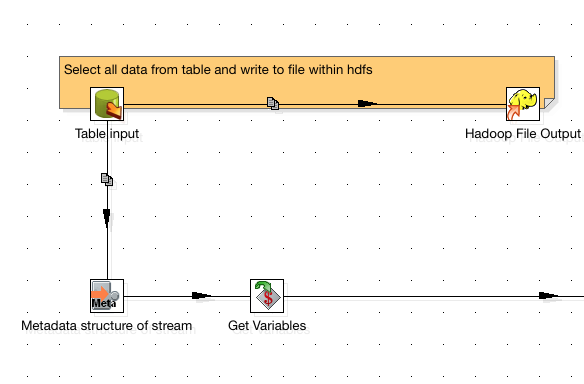 Select all data from table and write to file within hdfs
Table input
Hadoop File Output
Meta
Metadata structure of stream
$
Get Variables